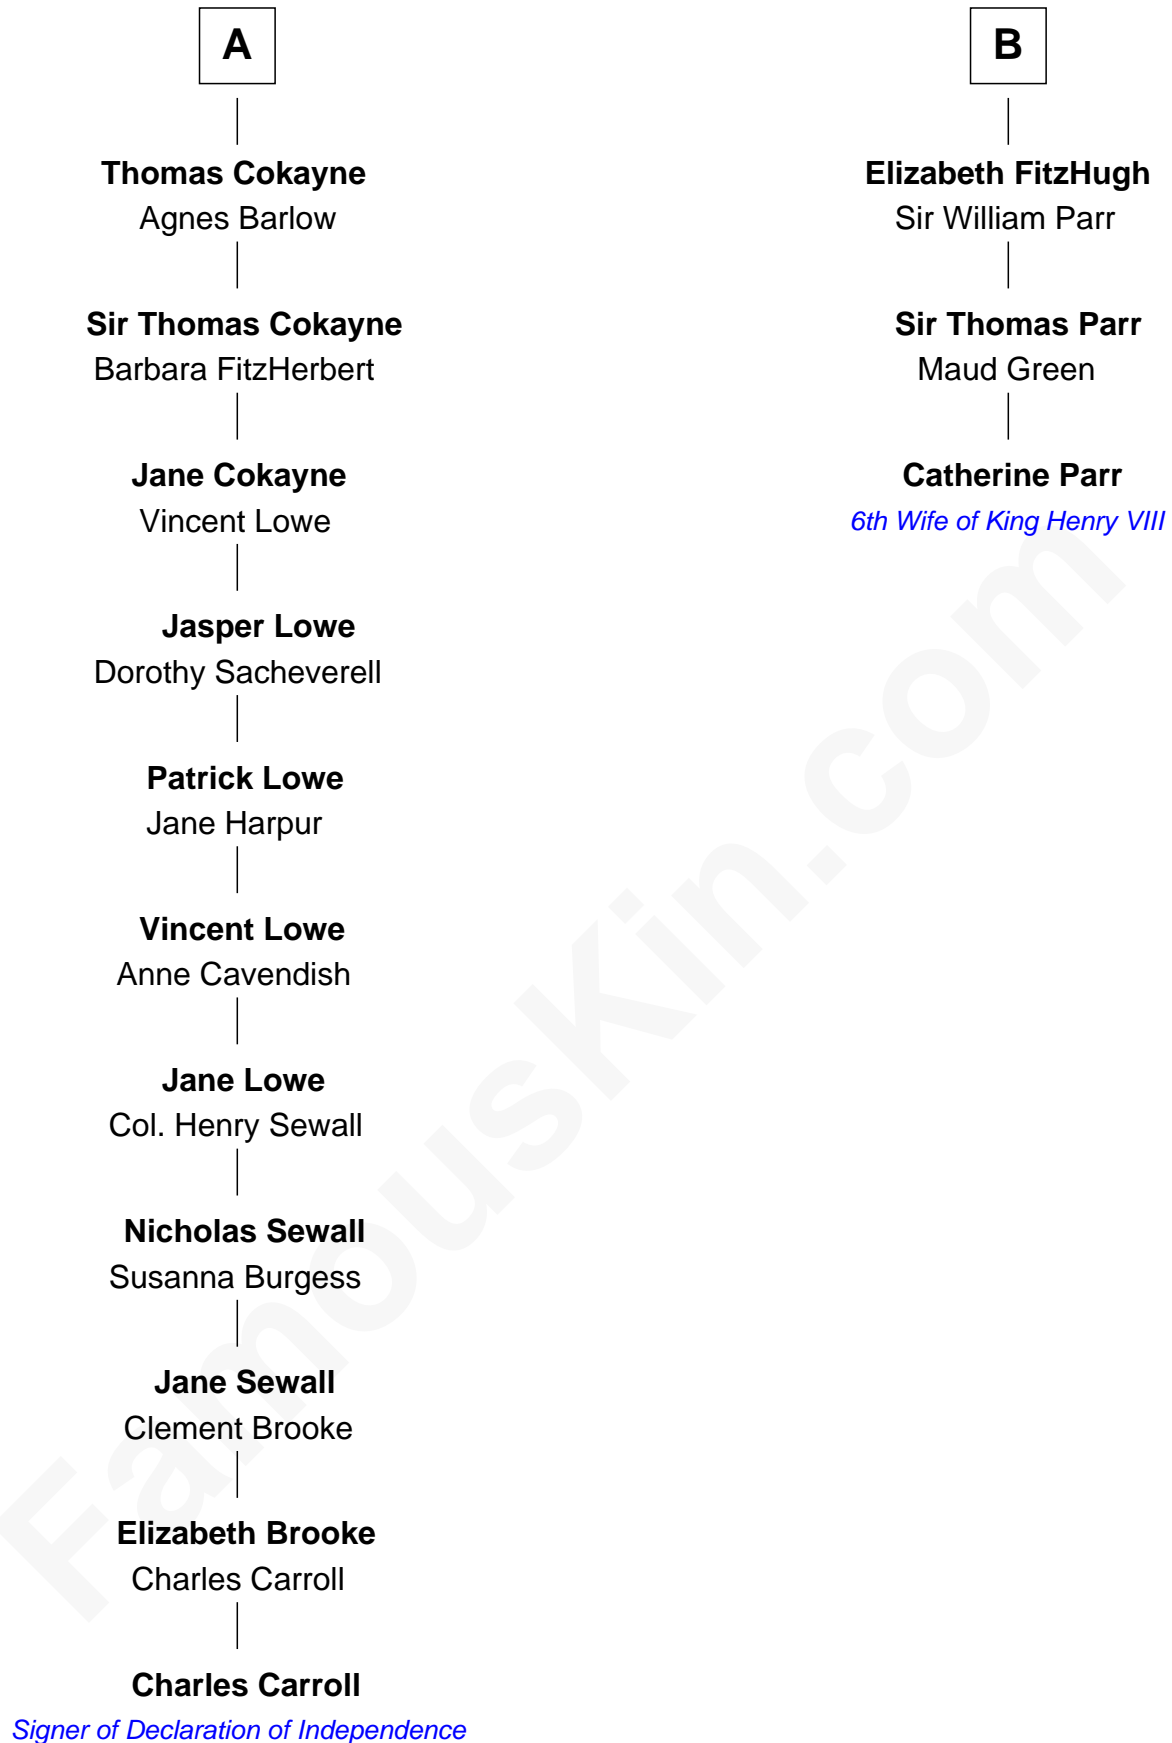 A
Thomas Cokayne
Agnes Barlow
Sir Thomas Cokayne
Barbara FitzHerbert
Jane Cokayne
Vincent Lowe
Jasper Lowe
Dorothy Sacheverell
Patrick Lowe
Jane Harpur
Vincent Lowe
Anne Cavendish
Jane Lowe
Col. Henry Sewall
Nicholas Sewall
Susanna Burgess
Jane Sewall
Clement Brooke
Elizabeth Brooke
Charles Carroll
Charles Carroll
Signer of Declaration of Independence
B
Elizabeth FitzHugh
Sir William Parr
Sir Thomas Parr
Maud Green
Catherine Parr
6th Wife of King Henry VIII
FamousKin.com